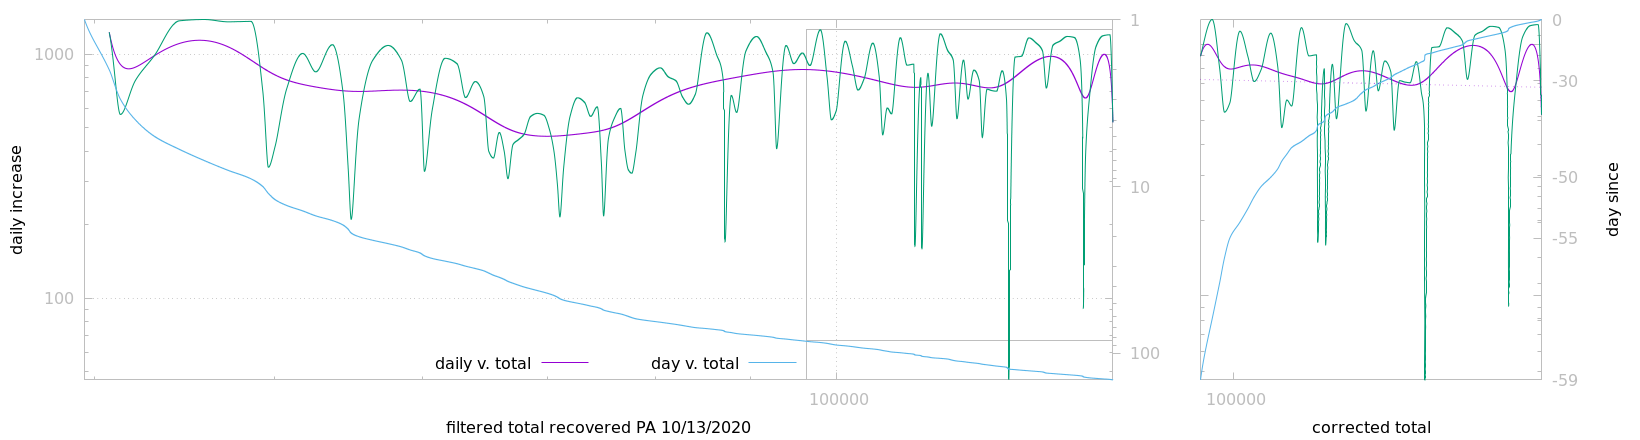 1000
100
daily increase
daily v. total
day v. total
100000
filtered total recovered PA 10/13/2020
1
10
100
0
-30
-50
-55
-59
day since
100000
corrected total